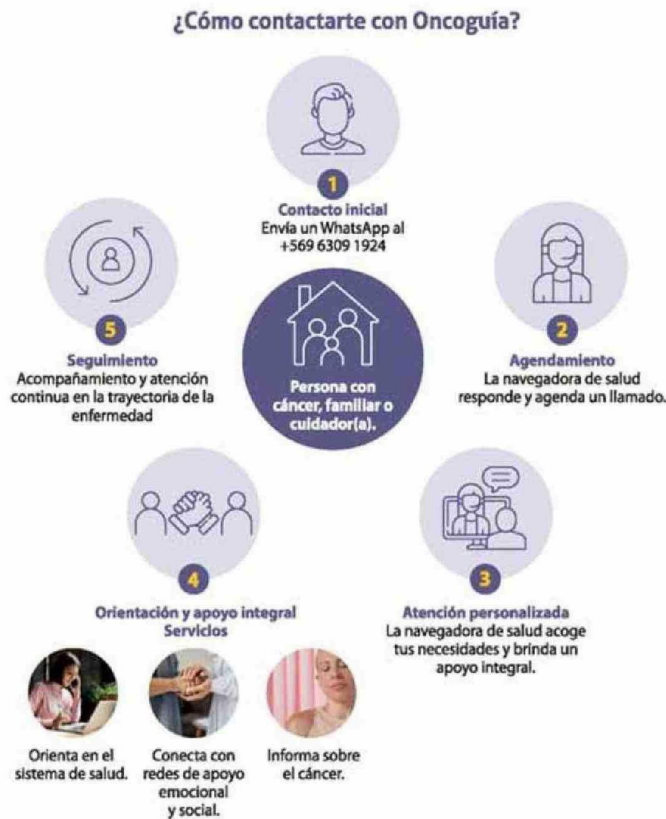 ¿Cómo contactarte con Oncoguía?
1
Contacto inicial
Envía un WhatsApp al
+569 6309 1924
2
Agendamiento
La navegadora de salud
responde y agenda un llamado.
3
Atención personalizada
La navegadora de salud acoge
tus necesidades y brinda un
apoyo integral.
4
Orientación y apoyo integral
Servicios
Orienta en el
sistema de salud.
Conecta con
redes de apoyo
emocional
y social.
Informa sobre
el cáncer.
5
Seguimiento
Acompañamiento y atención
continua en la trayectoria de la
enfermedad
Persona con
cáncer, familiar o
cuidador(a).